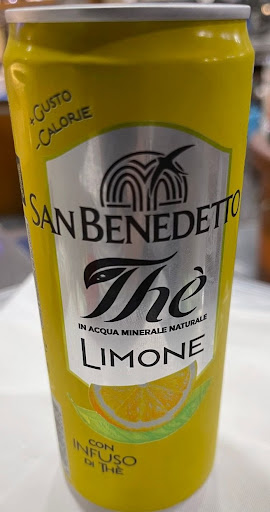 +GUSTO
-CALORIE
SAN BENEDETTO
Thè
IN ACQUA MINERALE NATURALE
LIMONE
CON
INFUSO
DI THÈ